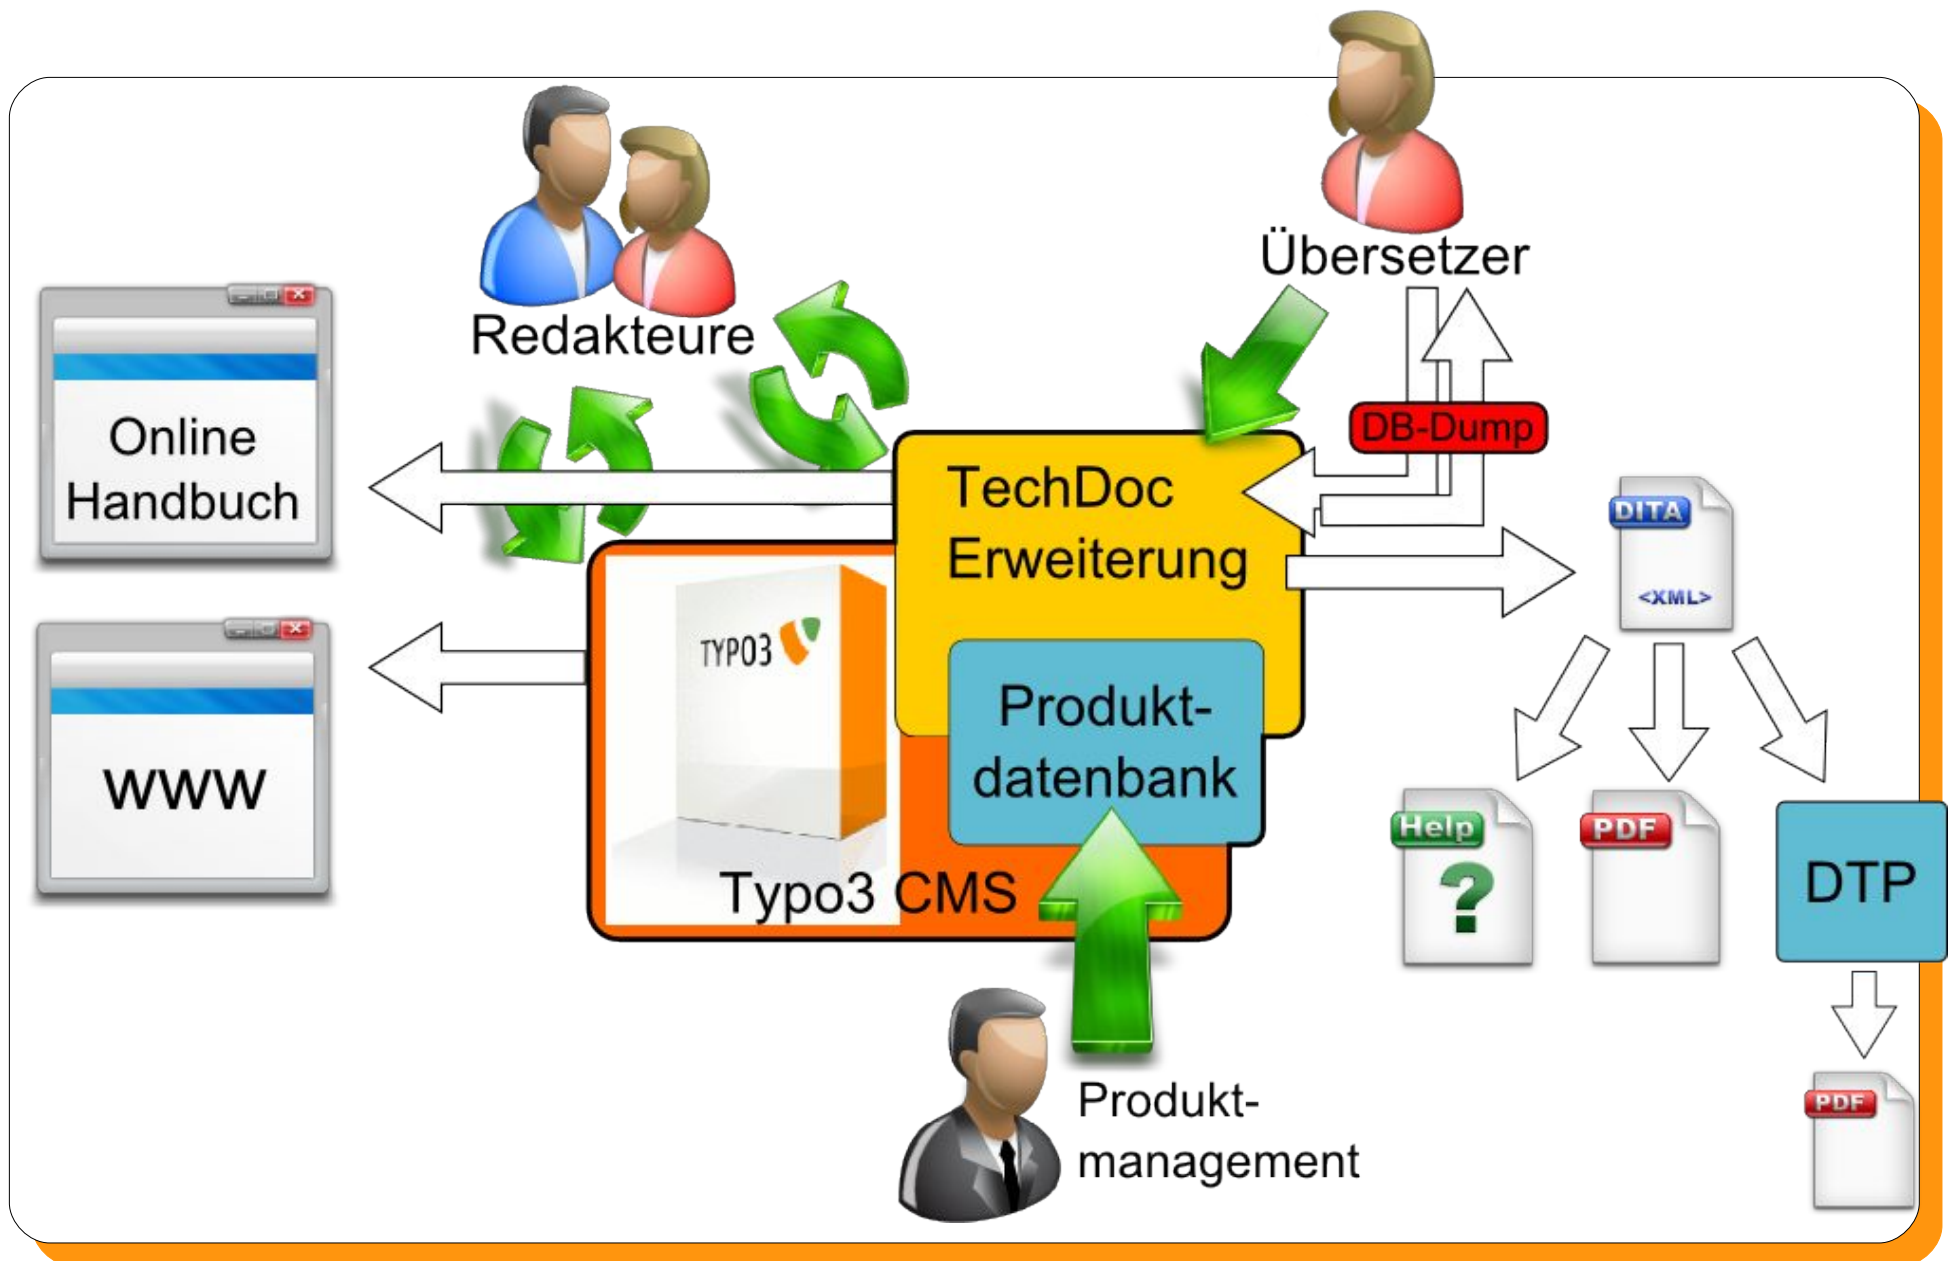 Übersetzer
Redakteure
Online
Handbuch
DB-Dump
TechDoc
Erweiterung
DITA
<XML>
TYPO3
Produkt-
datenbank
www
Typo3 CMS
Help
?
PDF
DTP
Produkt-
management
PDF